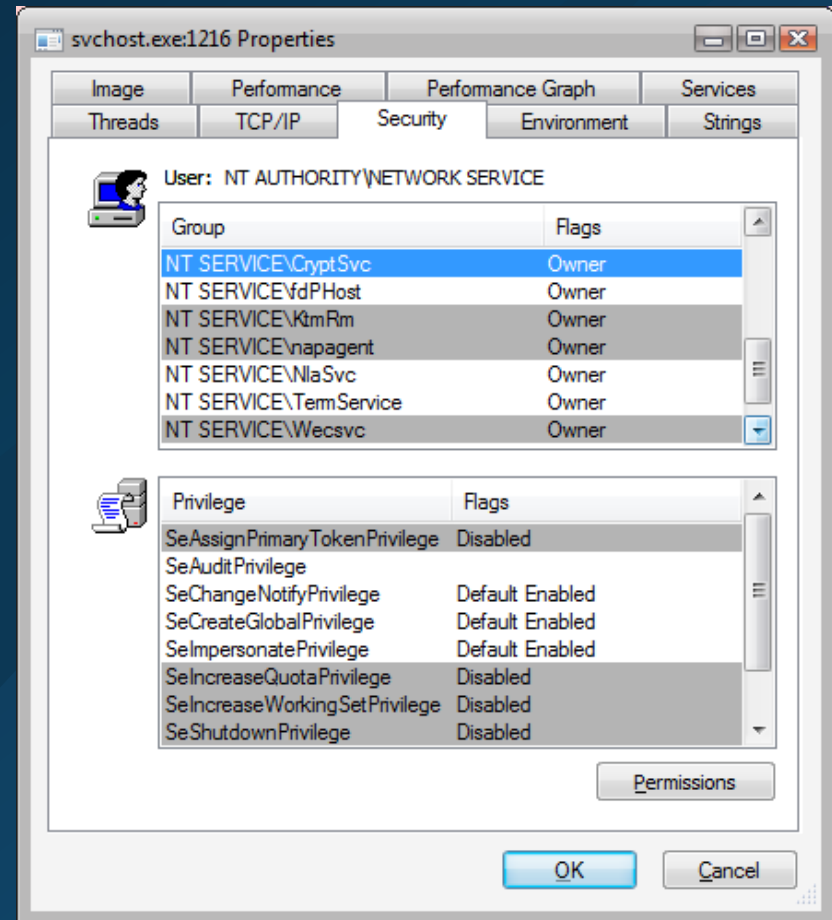 svchost.exe:1216 Properties
Image Performance Performance Graph Services
Threads TCP/IP Security Environment Strings
User: NT AUTHORITY\NETWORK SERVICE
Group Flags
NT SERVICE\CryptSvc Owner
NT SERVICE\fdPHost Owner
NT SERVICE\KtmRm Owner
NT SERVICE\napagent Owner
NT SERVICE\NlaSvc Owner
NT SERVICE\TermService Owner
NT SERVICE\Wecsvc Owner
Privilege Flags
SeAssignPrimaryTokenPrivilege Disabled
SeAuditPrivilege
SeChangeNotifyPrivilege Default Enabled
SeCreateGlobalPrivilege Default Enabled
SeImpersonatePrivilege Default Enabled
SeIncreaseQuotaPrivilege Disabled
SeIncreaseWorkingSetPrivilege Disabled
SeShutdownPrivilege Disabled
Permissions
OK Cancel